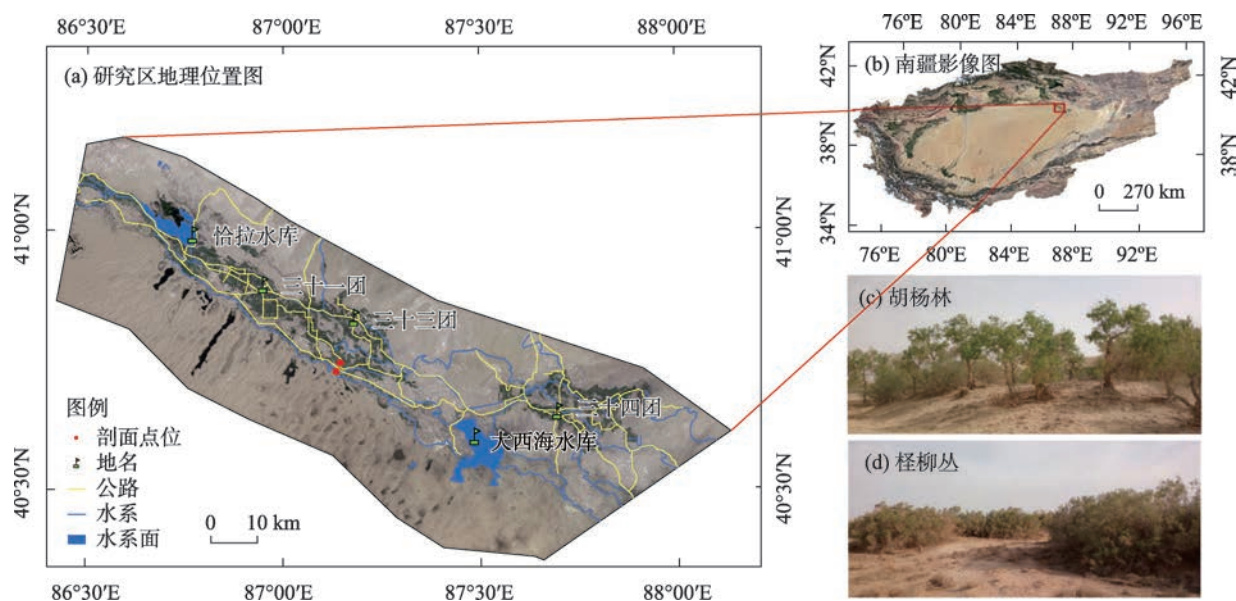 86°30′E
87°00′E
87°30′E
88°00′E
(a) 研究区地理位置图
41°00′N
40°30′N
41°00′N
40°30′N
恰拉水库
三十一团
三十三团
三十四团
大西海水库
图例
剖面点位
地名
公路
水系
水系面
0 10 km
86°30′E
87°00′E
87°30′E
88°00′E
76°E
80°E
84°E
88°E
92°E
96°E
(b) 南疆影像图
42°N
38°N
34°N
42°N
38°N
0 270 km
76°E
80°E
84°E
88°E
92°E
(c) 胡杨林
(d) 柽柳丛